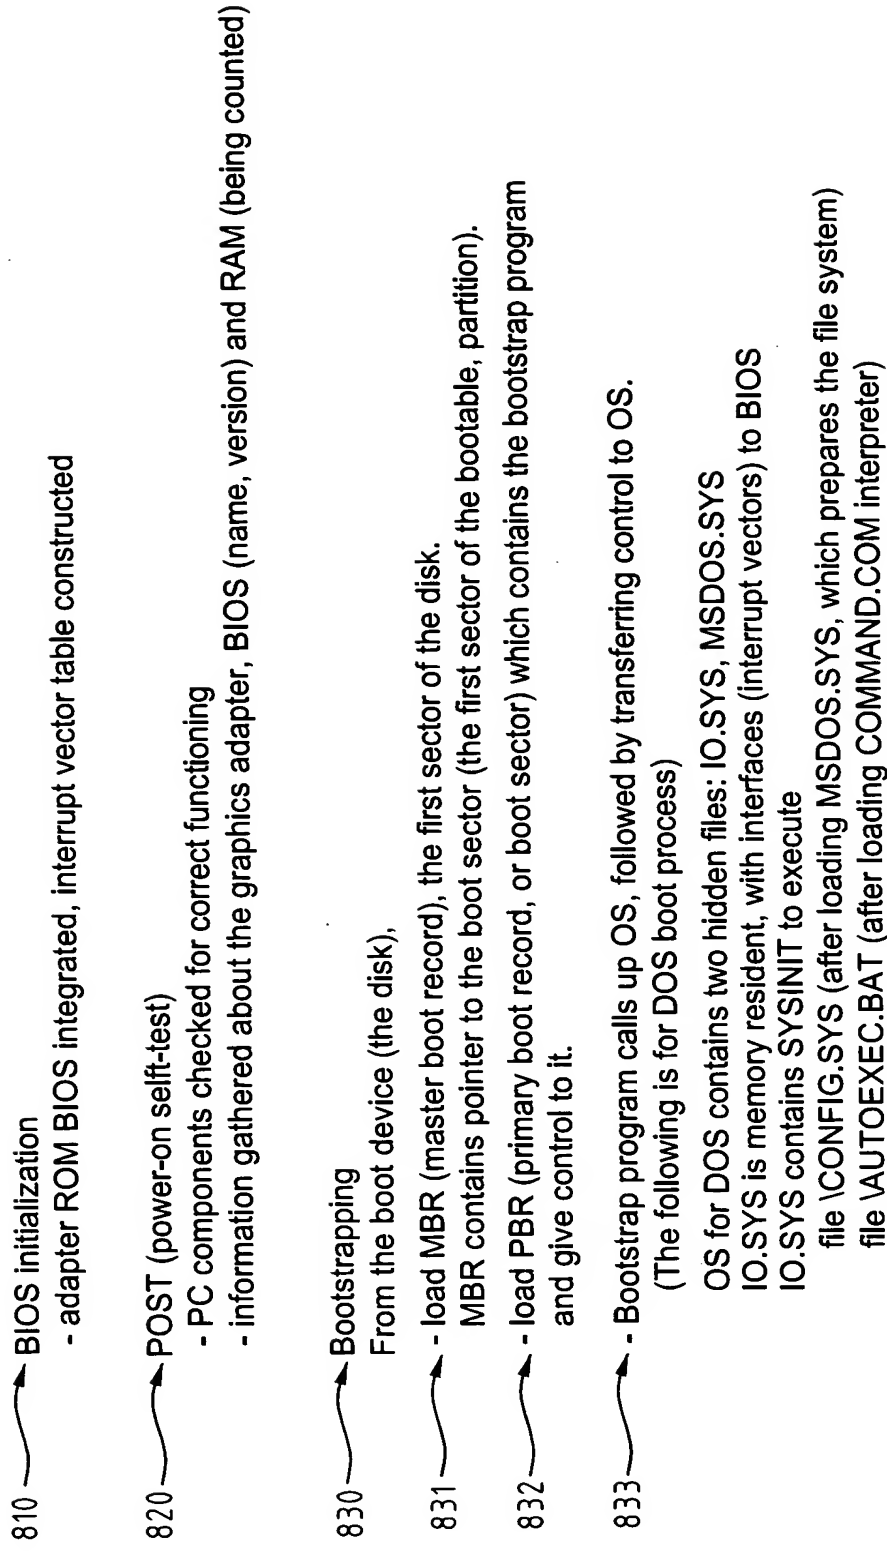 810 BIOS initialization
- adapter ROM BIOS integrated, interrupt vector table constructed
820 POST (power-on selft-test)
- PC components checked for correct functioning
- information gathered about the graphics adapter, BIOS (name, version) and RAM (being counted)
830 Bootstrapping
From the boot device (the disk),
831 - load MBR (master boot record), the first sector of the disk.
MBR contains pointer to the boot sector (the first sector of the bootable, partition).
832 - load PBR (primary boot record, or boot sector) which contains the bootstrap program
and give control to it.
833 - Bootstrap program calls up OS, followed by transferring control to OS.
(The following is for DOS boot process)
OS for DOS contains two hidden files: IO.SYS, MSDOS.SYS
IO.SYS is memory resident, with interfaces (interrupt vectors) to BIOS
IO.SYS contains SYSINIT to execute
file \CONFIG.SYS (after loading MSDOS.SYS, which prepares the file system)
file \AUTOEXEC.BAT (after loading COMMAND.COM interpreter)